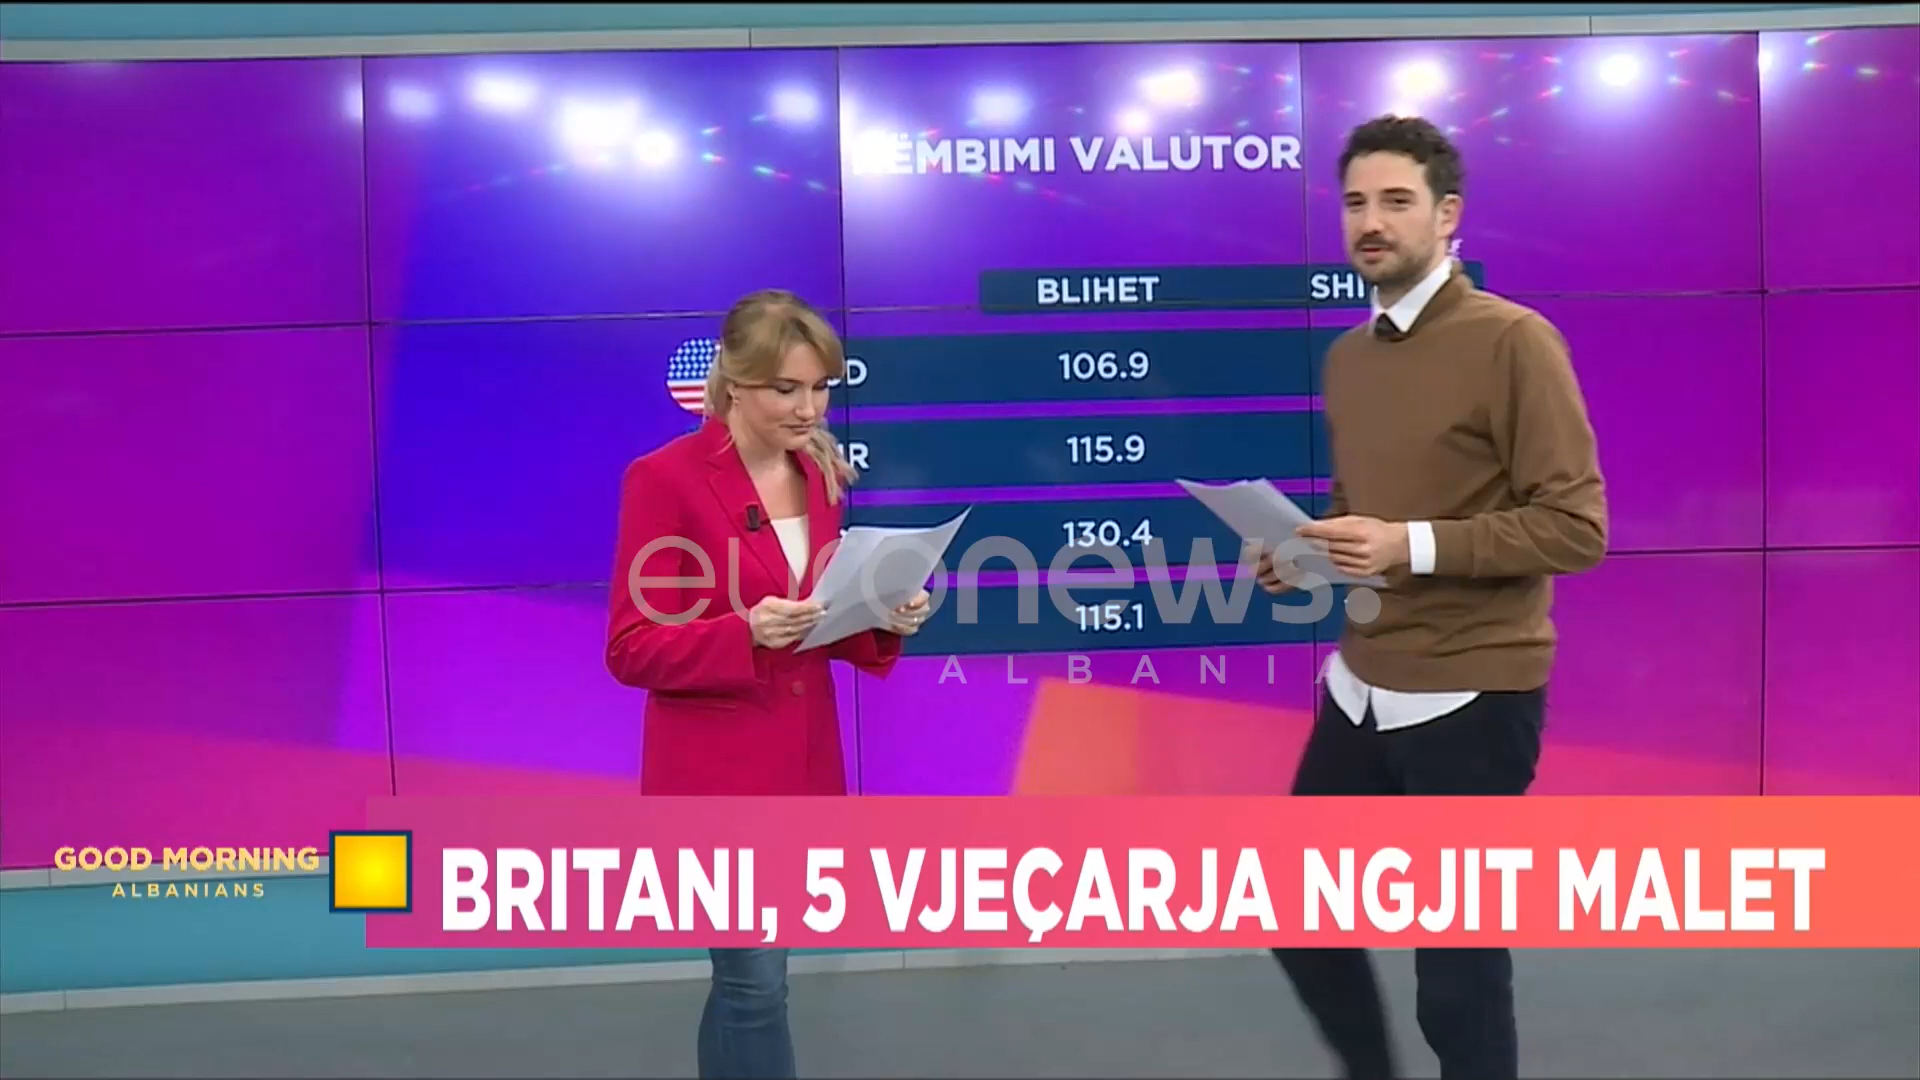 VALUTOR
BLIHET
106.9
115.9
130.4
115.1
euronews.
ALBANIA
GOOD MORNING
ALBANIANS
BRITANI, 5 VJEÇARJA NGJIT MALET